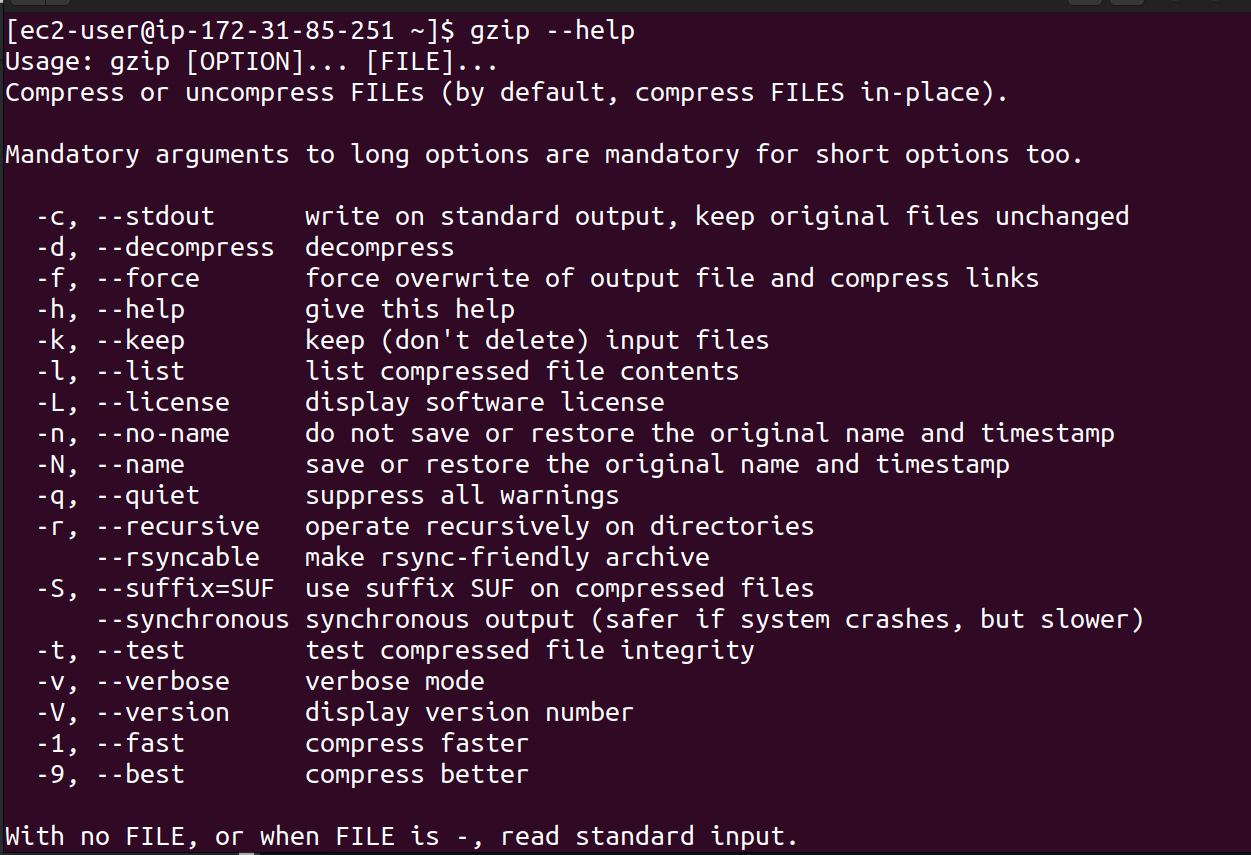 [ec2-user@ip-172-31-85-251 ~]$ gzip --help
Usage: gzip [OPTION]... [FILE]...
Compress or uncompress FILEs (by default, compress FILES in-place).

Mandatory arguments to long options are mandatory for short options too.

  -c, --stdout      write on standard output, keep original files unchanged
  -d, --decompress  decompress
  -f, --force       force overwrite of output file and compress links
  -h, --help        give this help
  -k, --keep        keep (don't delete) input files
  -l, --list        list compressed file contents
  -L, --license     display software license
  -n, --no-name     do not save or restore the original name and timestamp
  -N, --name        save or restore the original name and timestamp
  -q, --quiet       suppress all warnings
  -r, --recursive   operate recursively on directories
      --rsyncable   make rsync-friendly archive
  -S, --suffix=SUF  use suffix SUF on compressed files
      --synchronous synchronous output (safer if system crashes, but slower)
  -t, --test        test compressed file integrity
  -v, --verbose     verbose mode
  -V, --version     display version number
  -1, --fast        compress faster
  -9, --best        compress better

With no FILE, or when FILE is -, read standard input.